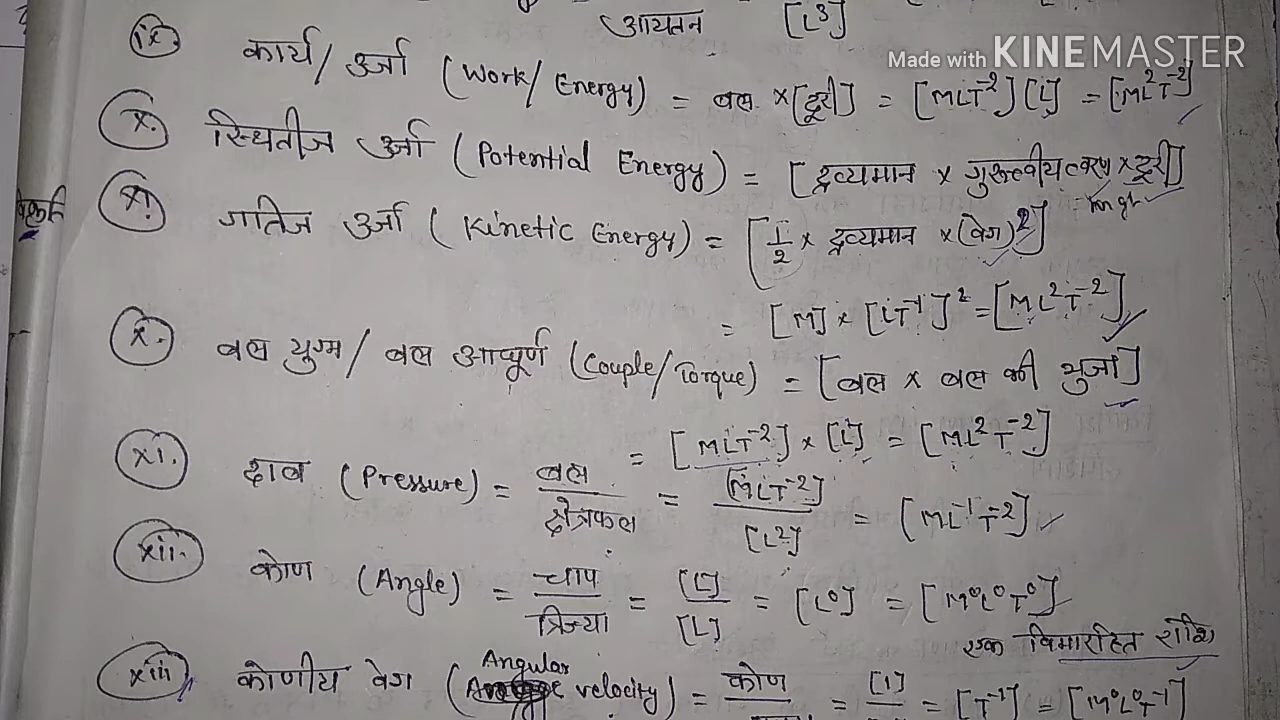 आयतन [L³]
Made with KINEMASTER
ix. कार्य/ उर्जा (Work/ Energy) = बल × [दूरी] = [MLT⁻²] [L] = [ML²T⁻²]
x. स्थितीज उर्जा (Potential Energy) = [द्रव्यमान × गुरुत्वीय त्वरण × दूरी]
xi. गतिज उर्जा (Kinetic Energy) = [1/2 × द्रव्यमान × (वेग)²]
= [M] × [LT⁻¹]² = [ML²T⁻²]
x. बल युग्म/ बल आघूर्ण (Couple/Torque) = [बल × बल की भुजा]
= [MLT⁻²] × [L] = [ML²T⁻²]
xi. दाब (Pressure) = बल/क्षेत्रफल = [MLT⁻²]/[L²] = [ML⁻¹T⁻²]
xii. कोण (Angle) = चाप/त्रिज्या = [L]/[L] = [L⁰] = [M⁰L⁰T⁰]
एक विमारहित राशि
xiii कोणीय वेग (Angular velocity) = कोण = [1] = [T⁻¹] = [M⁰L⁰T⁻¹]